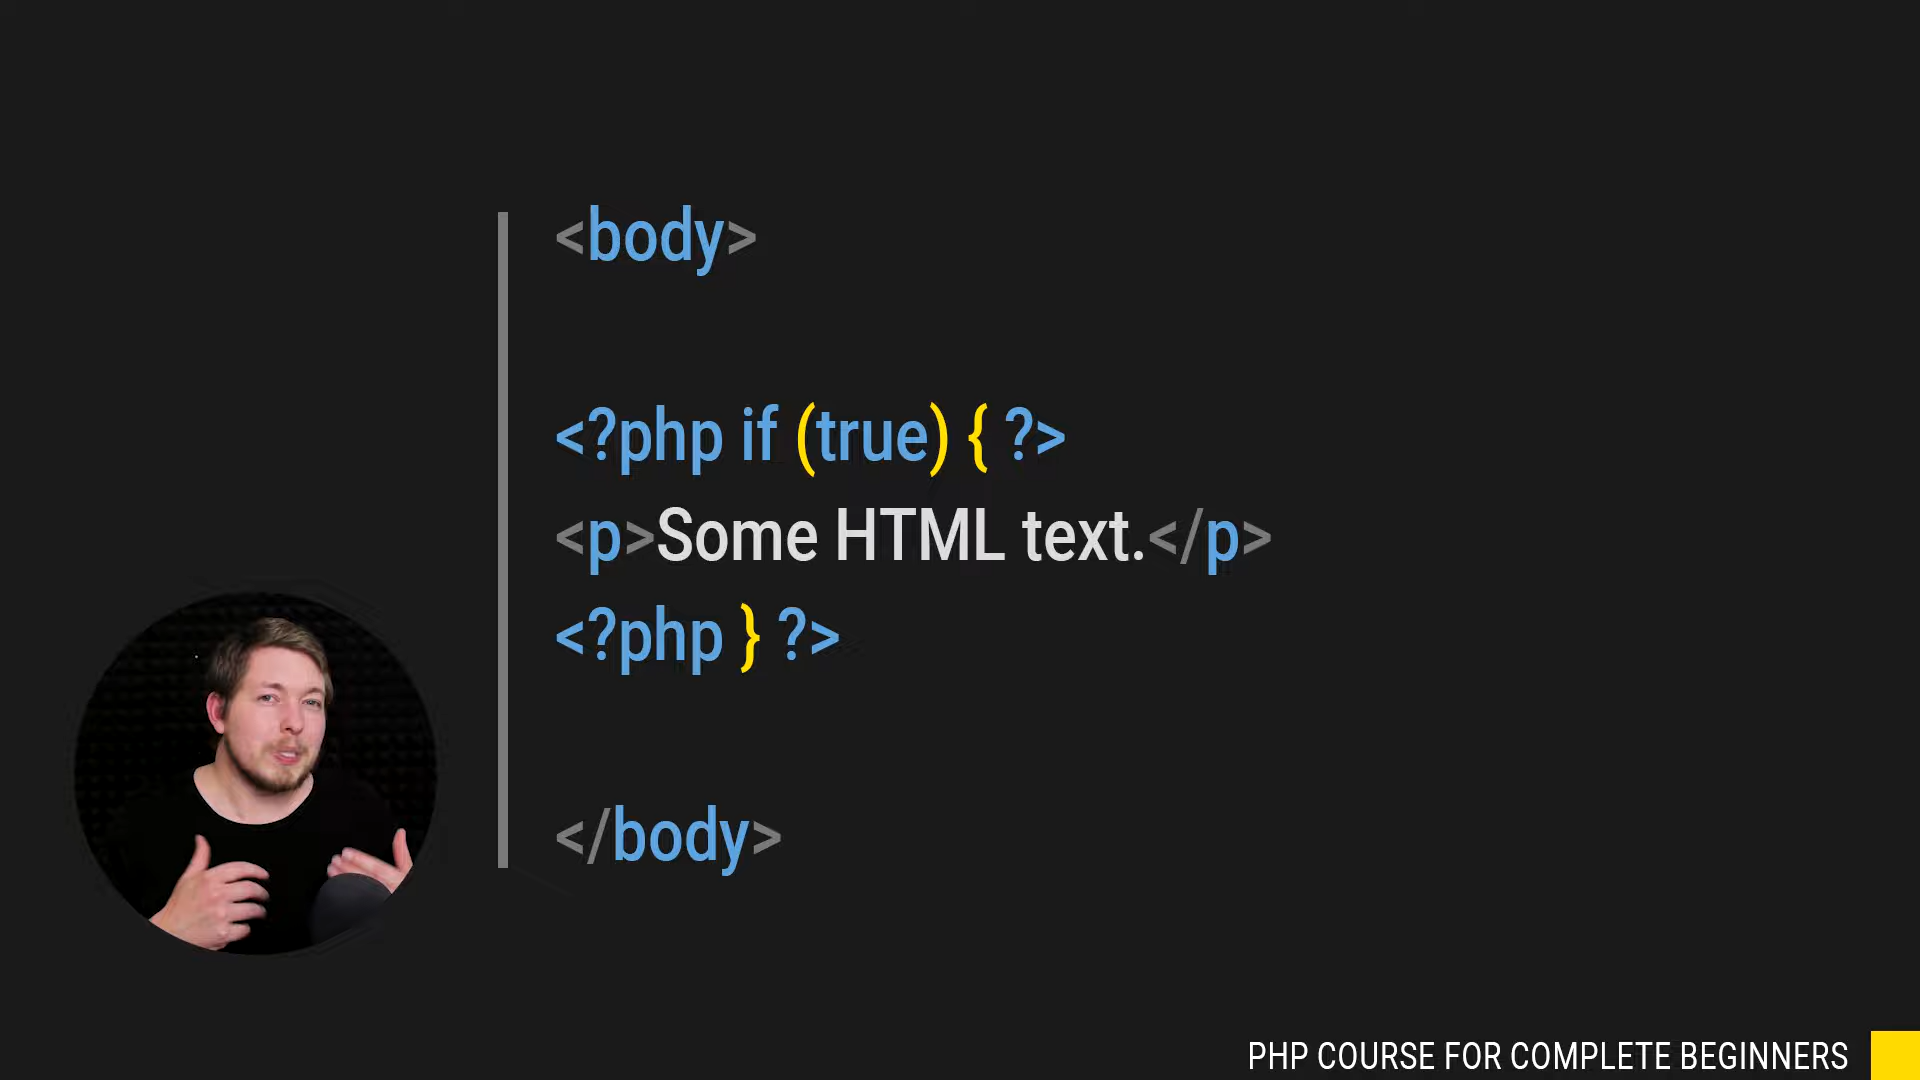 <body>
<?php if (true) { ?>
<p>Some HTML text.</p>
<?php } ?>
</body>
PHP COURSE FOR COMPLETE BEGINNERS